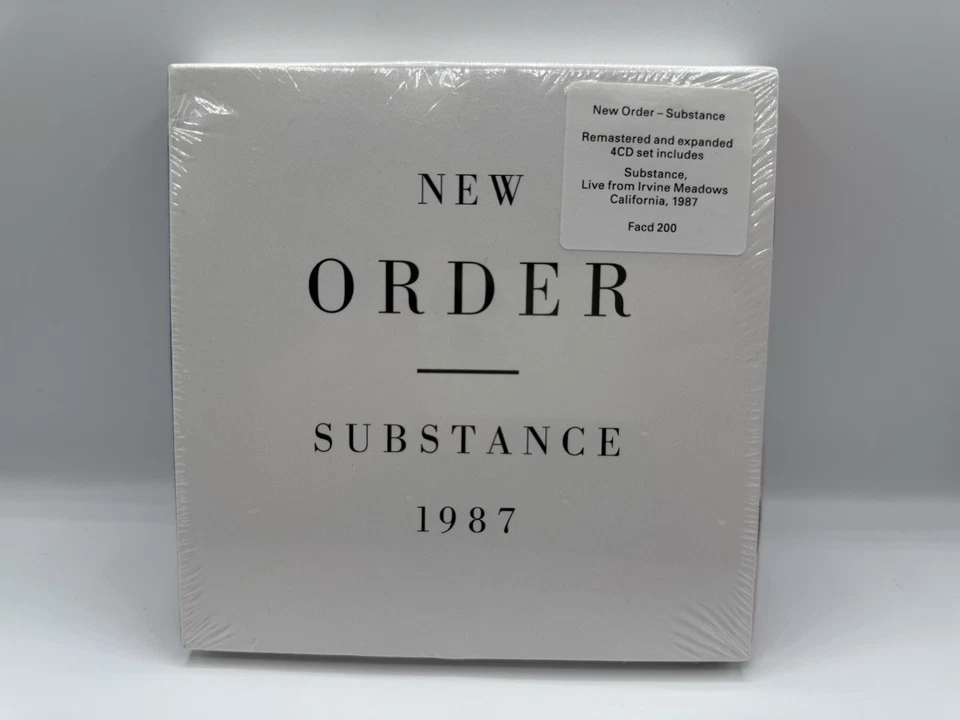 New Order – Substance
Remastered and expanded
4CD set includes
Substance,
Live from Irvine Meadows
California, 1987
Facd 200
NEW
ORDER
SUBSTANCE
1987